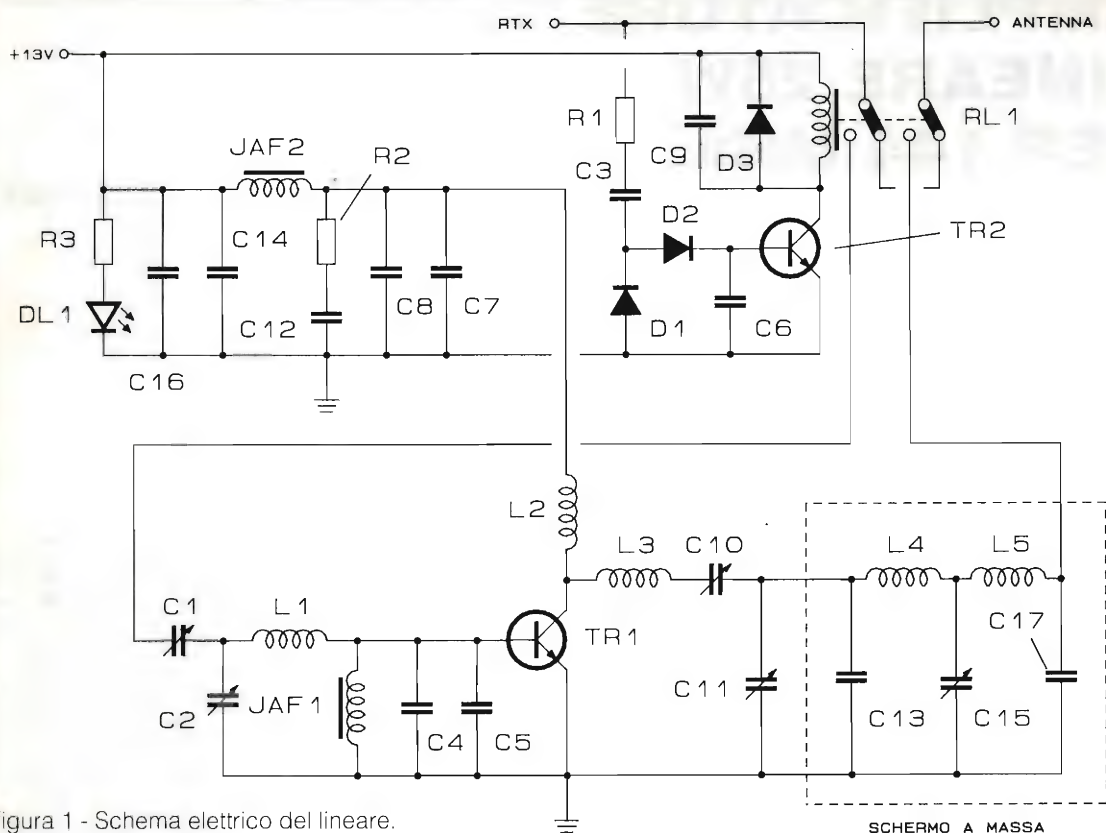 RTX
ANTENNA
+13V
R1
RL1
JAF2
R2
C3
C9
D3
R3
C14
D2
TR2
DL1
C12
C8
C7
D1
C6
C16
L2
L3
C10
L4
L5
C1
L1
TR1
C17
C2
JAF1
C4
C5
C11
C13
C15
igura 1 - Schema elettrico del lineare.
SCHERMO A MASSA